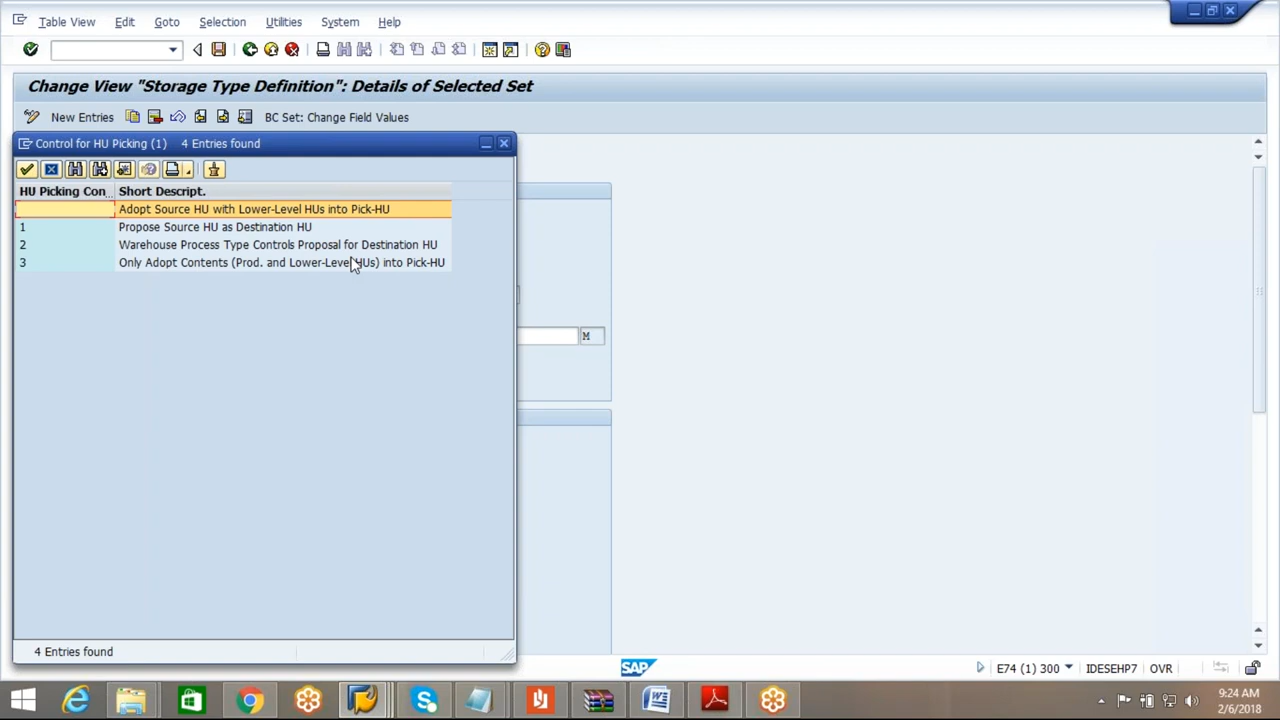 Table View Edit Goto Selection Utilities System Help
Change View "Storage Type Definition": Details of Selected Set
New Entries BC Set: Change Field Values
Control for HU Picking (1) 4 Entries found
HU Picking Con... Short Descript.
Adopt Source HU with Lower-Level HUs into Pick-HU
1 Propose Source HU as Destination HU
2 Warehouse Process Type Controls Proposal for Destination HU
3 Only Adopt Contents (Prod. and Lower-Level HUs) into Pick-HU
M
4 Entries found
SAP E74 (1) 300 IDESEHP7 OVR
9:24 AM
2/6/2018